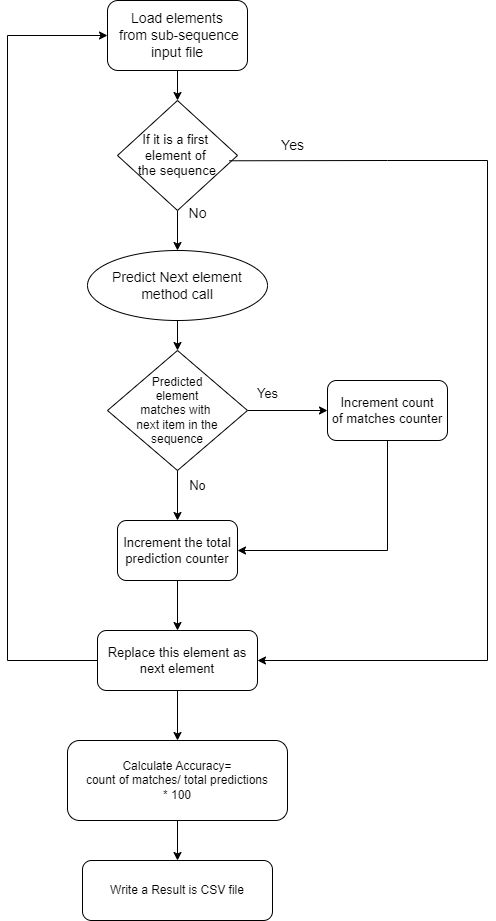 Load elements
from sub-sequence
input file
If it is a first
element of
the sequence
Yes
No
Predict Next element
method call
Predicted
element
matches with
next item in the
sequence
Yes
Increment count
of matches counter
No
Increment the total
prediction counter
Replace this element as
next element
Calculate Accuracy=
count of matches/ total predictions
* 100
Write a Result is CSV file